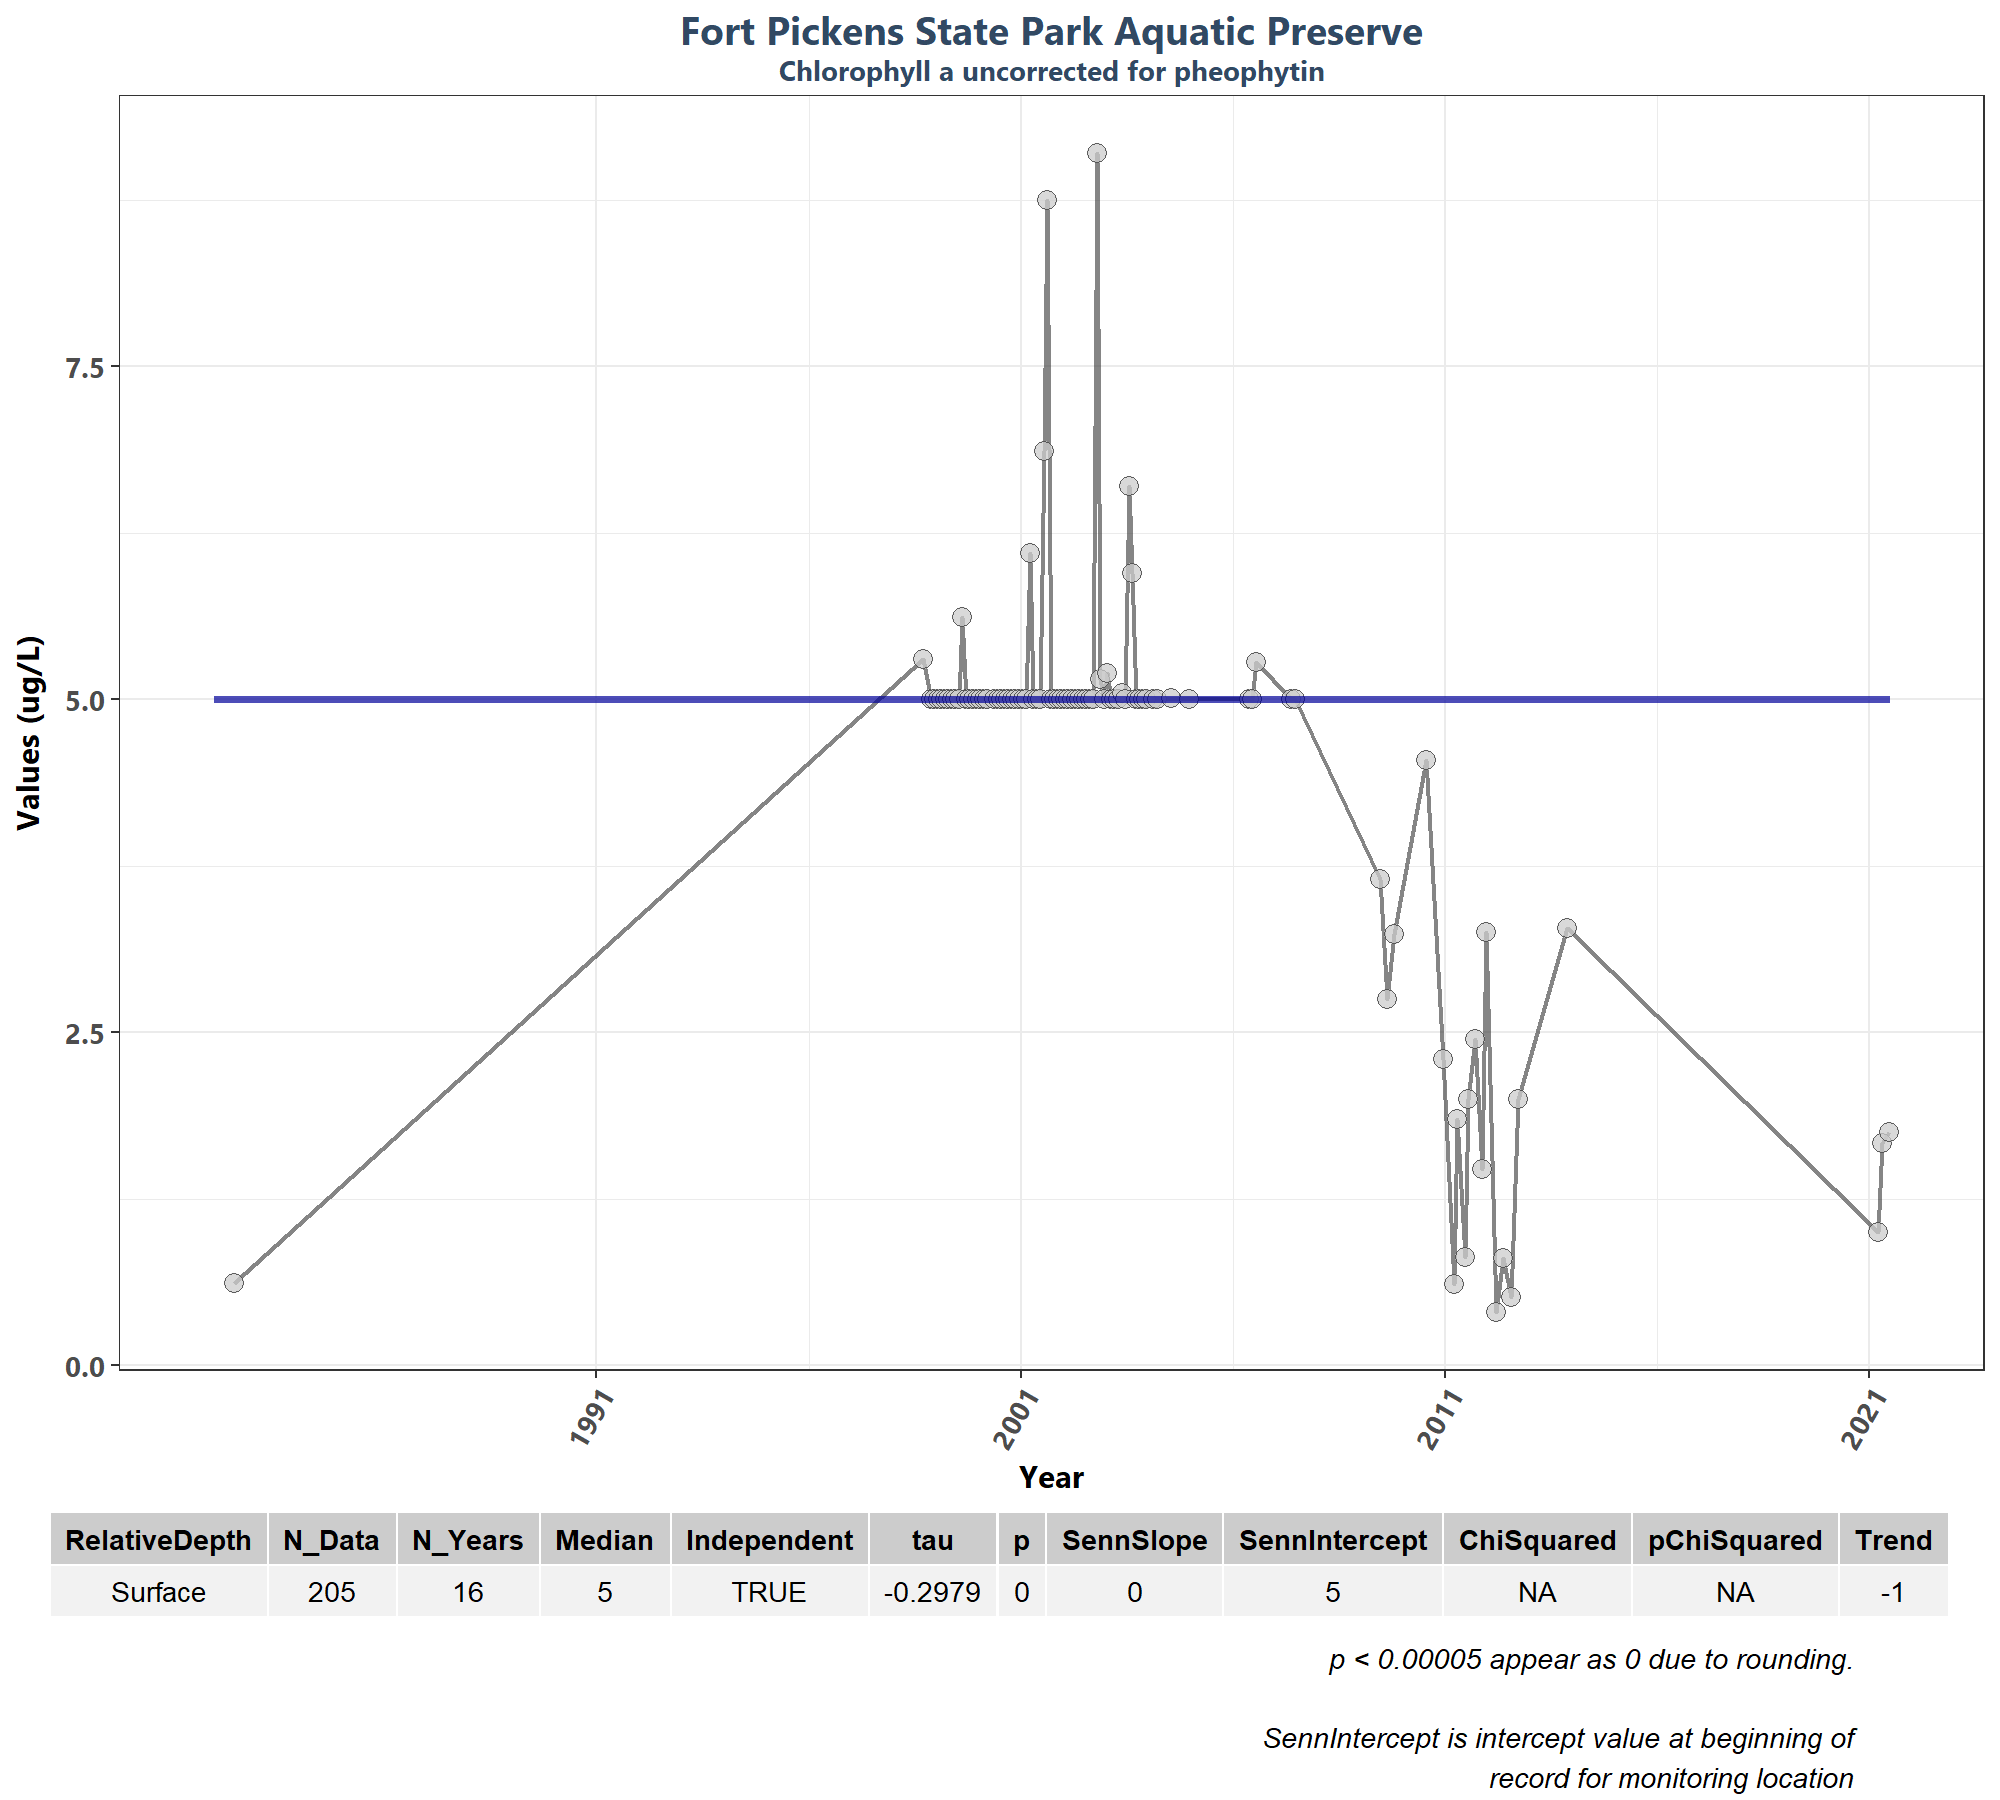 Fort Pickens State Park Aquatic Preserve
Chlorophyll a uncorrected for pheophytin
Values (ug/L)
7.5
5.0
2.5
0.0
1991
2001
2011
2021
Year
RelativeDepth N_Data N_Years Median Independent tau p SennSlope SennIntercept ChiSquared pChiSquared Trend
Surface 205 16 5 TRUE -0.2979 0 0 5 NA NA -1
p < 0.00005 appear as 0 due to rounding.
SennIntercept is intercept value at beginning of
record for monitoring location